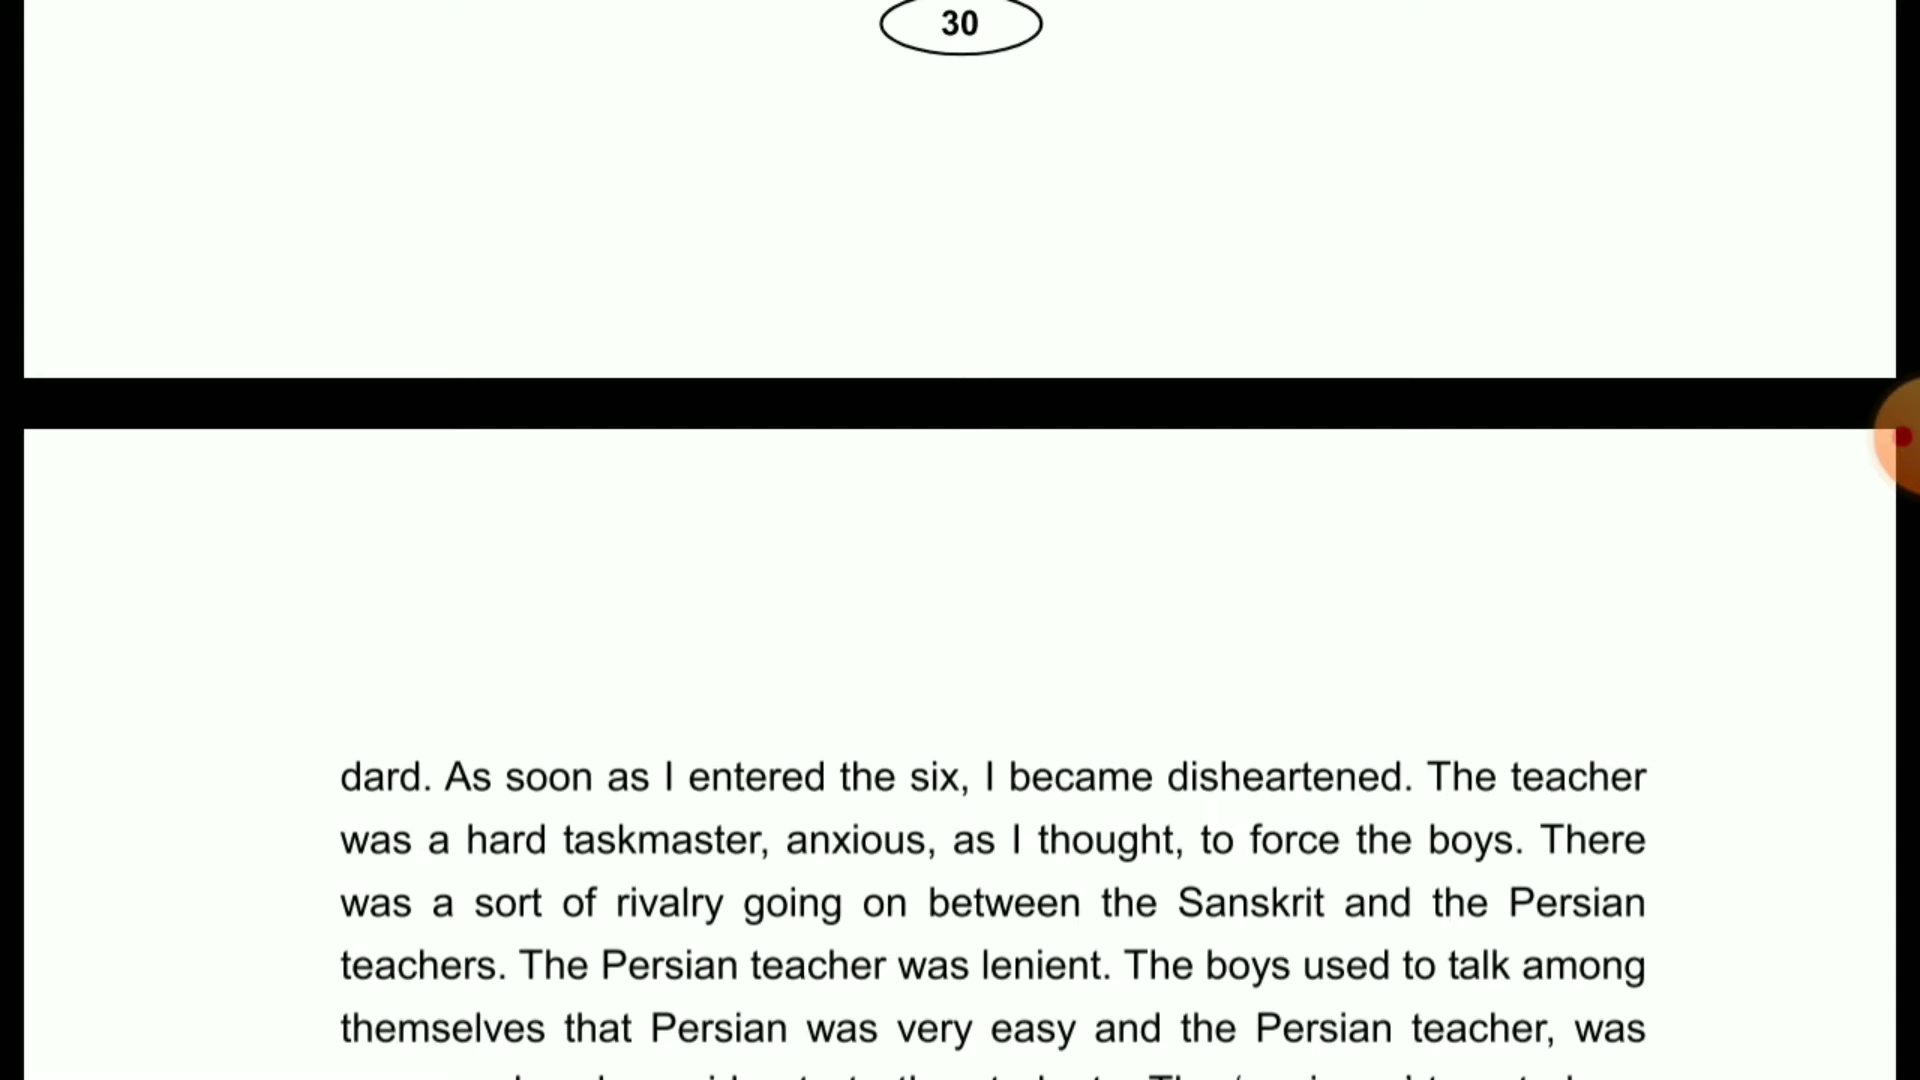 30
dard. As soon as I entered the six, I became disheartened. The teacher
was a hard taskmaster, anxious, as I thought, to force the boys. There
was a sort of rivalry going on between the Sanskrit and the Persian
teachers. The Persian teacher was lenient. The boys used to talk among
themselves that Persian was very easy and the Persian teacher, was